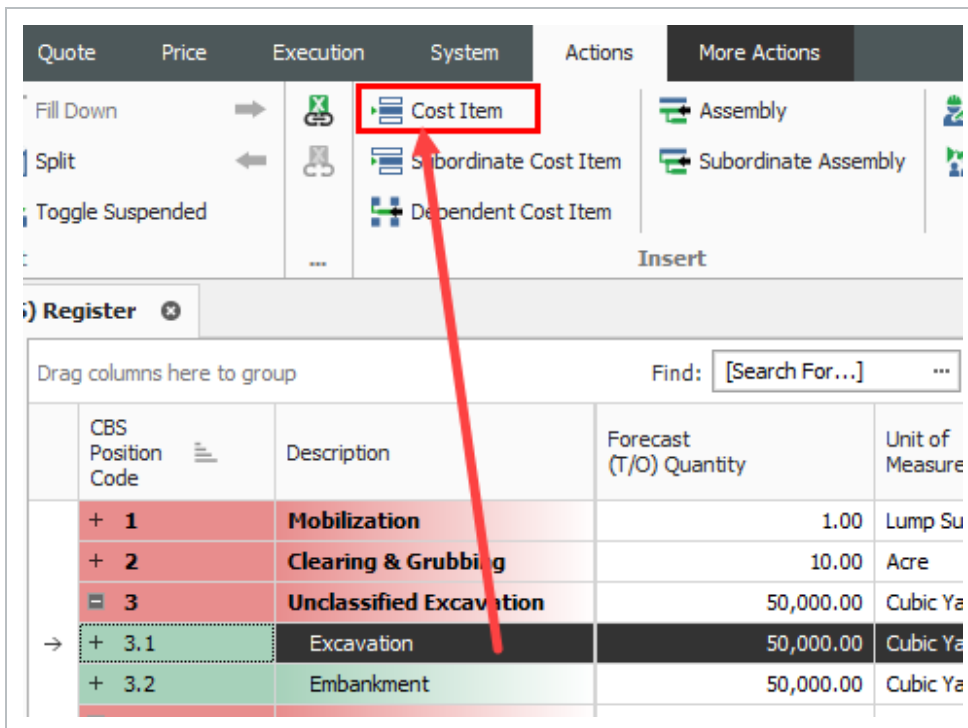 Quote Price Execution System Actions More Actions
Fill Down Cost Item Assembly
Split Subordinate Cost Item Subordinate Assembly
Toggle Suspended Dependent Cost Item
... Insert
) Register
Drag columns here to group Find: [Search For...] ...
CBS Position Code Description Forecast (T/O) Quantity Unit of Measure
+ 1 Mobilization 1.00 Lump Su
+ 2 Clearing & Grubbing 10.00 Acre
3 Unclassified Excavation 50,000.00 Cubic Ya
+ 3.1 Excavation 50,000.00 Cubic Ya
+ 3.2 Embankment 50,000.00 Cubic Ya